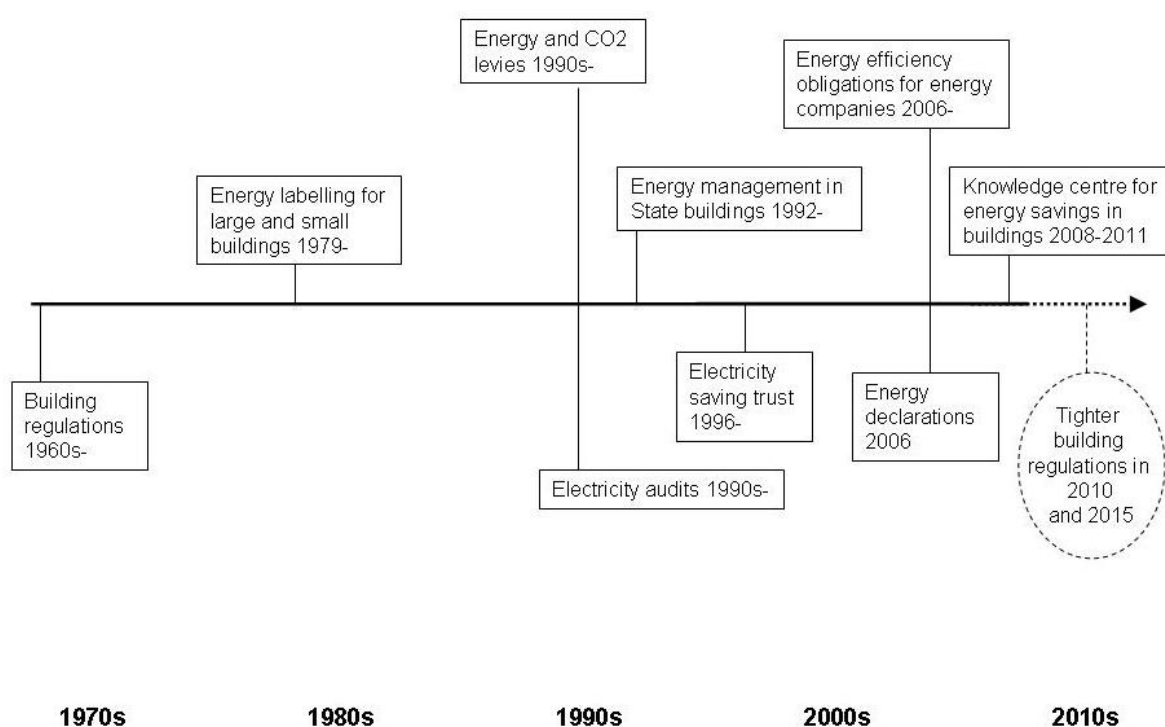 Energy and CO2
levies 1990s-
Energy efficiency
obligations for energy
companies 2006-
Energy labelling for
large and small
buildings 1979-
Energy management in
State buildings 1992-
Knowledge centre for
energy savings in
buildings 2008-2011
Building
regulations
1960s-
Electricity
saving trust
1996-
Energy
declarations
2006
Tighter
building
regulations in
2010
and 2015
Electricity audits 1990s-
1970s
1980s
1990s
2000s
2010s